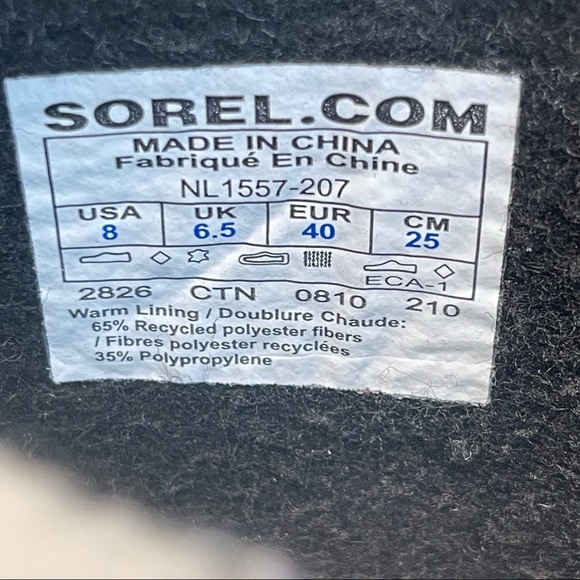 SOREL.COM
MADE IN CHINA
Fabriqué En Chine
NL1557-207
USA UK EUR CM
8 6.5 40 25
ECA-1
2826 CTN 0810 210
Warm Lining / Doublure Chaude:
65% Recycled polyester fibers
/ Fibres polyester recyclées
35% Polypropylene